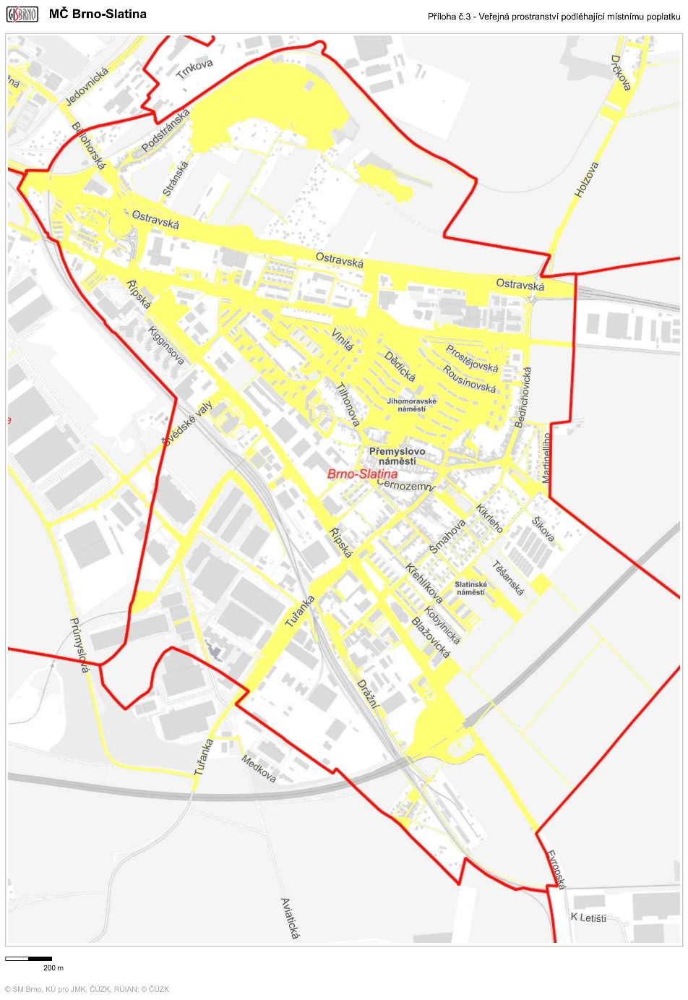 GISBRNO
MČ Brno-Slatina
Příloha č.3 - Veřejná prostranství podléhající místnímu poplatku
Trnkova
Jedovnická
Drčkova
Podstránská
Bělohorská
Stránská
Holzova
Ostravská
Ostravská
Ostravská
Řípská
Kigginsova
Vlnitá
Dědická
Prostějovská
Rousínovská
Bedřichovická
Tilhonova
Jihomoravské
náměstí
Švédské valy
Přemyslovo
náměstí
Martinelliho
Brno-Slatina
Černozemní
Kikrleho
Šikova
Šmahova
Řípská
Těšanská
Křehlíkova
Slatinské
náměstí
Tuřanka
Kobylnická
Blažovická
Průmyslová
Drážní
Tuřanka
Medkova
Evropská
Aviatická
K Letišti
200 m
© SM Brno, KÚ pro JMK, ČÚZK, RÚIAN: © ČÚZK